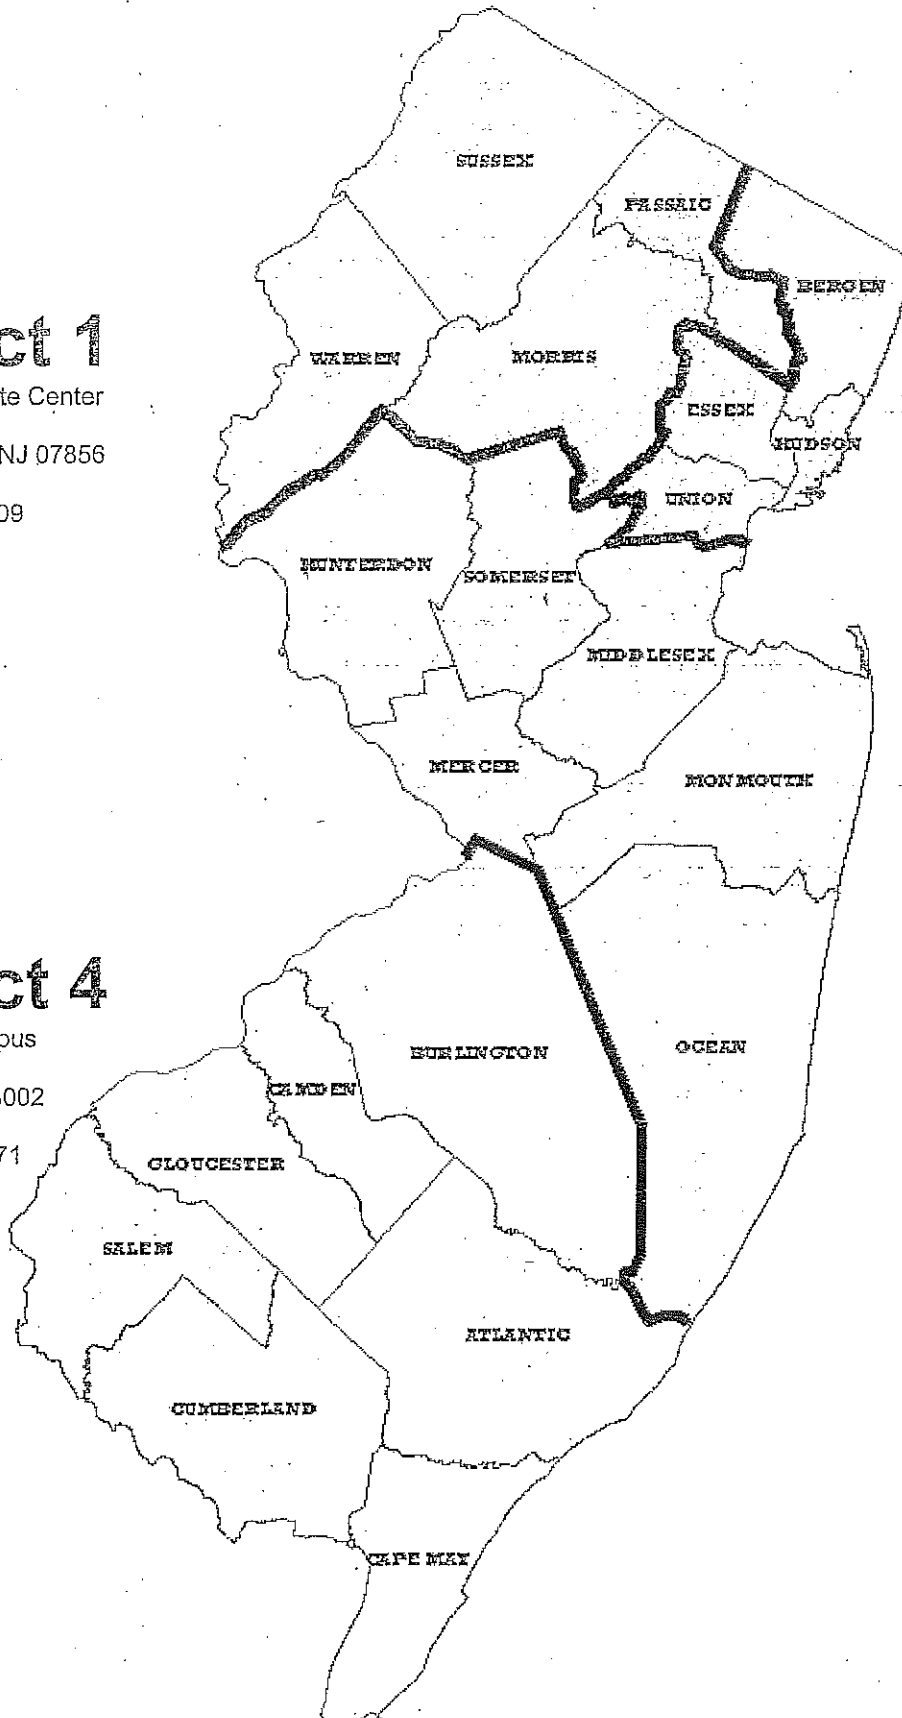 SUSSEX
PASSAIC
BERGEN
ct 1
te Center
NJ 07856
09
WARREN
MORRIS
ESSEX
HUDSON
UNION
HUNTERDON
SOMERSET
MIDDLESEX
MERCER
MONMOUTH
ct 4
pus
002
71
BURLINGTON
OCEAN
CAMDEN
GLOUCESTER
SALEM
ATLANTIC
CUMBERLAND
CAPE MAY